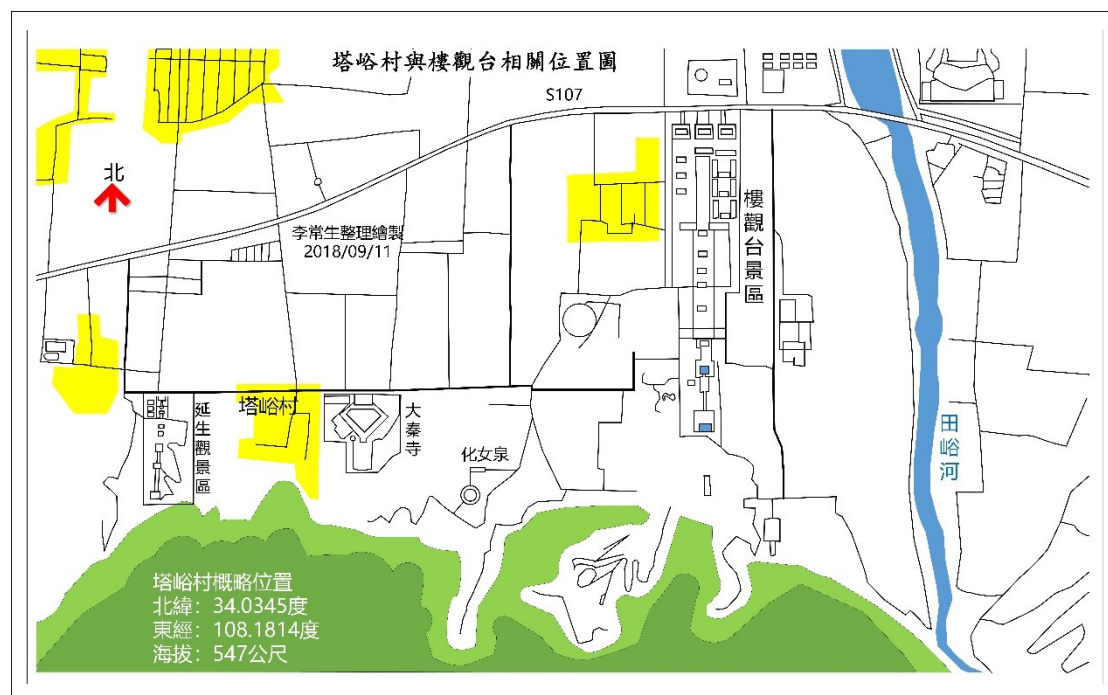 塔峪村與樓觀台相關位置圖
S107
北
李常生整理繪製
2018/09/11
樓觀台景區
塔峪村
延生觀景區
大秦寺
化女泉
田峪河
塔峪村概略位置
北緯：34.0345度
東經：108.1814度
海拔：547公尺